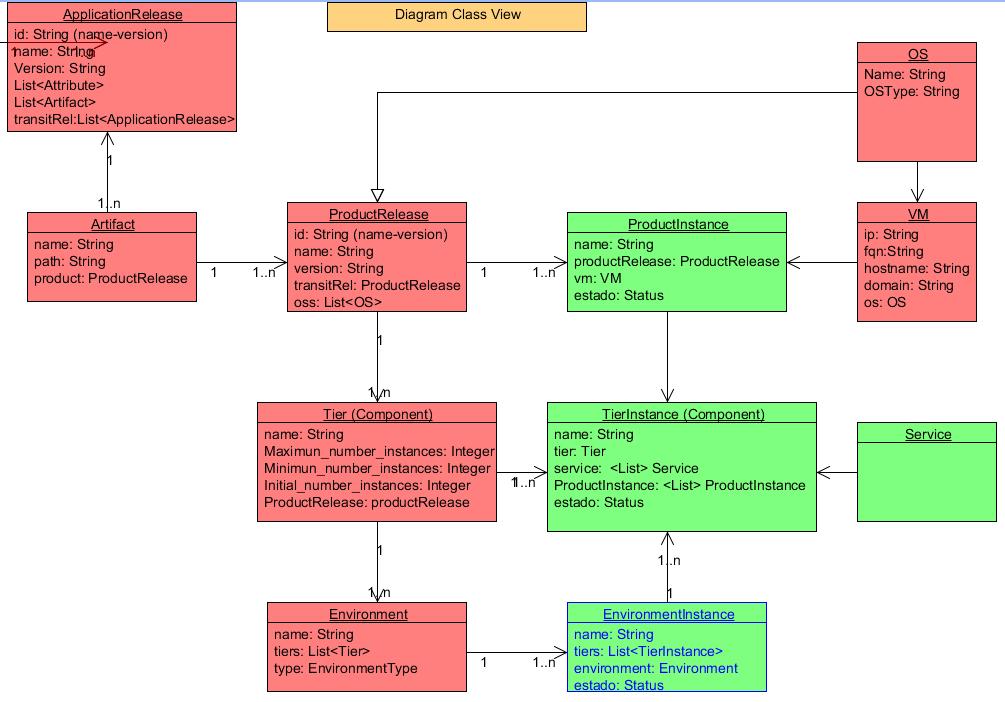 Diagram Class View
ApplicationRelease
id: String (name-version)
name: String
Version: String
List<Attribute>
List<Artifact>
transitRel:List<ApplicationRelease>
1
1..n
1
1..n
OS
Name: String
OSType: String
Artifact
name: String
path: String
product: ProductRelease
1
1..n
ProductRelease
id: String (name-version)
name: String
version: String
transitRel: ProductRelease
oss: List<OS>
1
1..n
ProductInstance
name: String
productRelease: ProductRelease
vm: VM
estado: Status
VM
ip: String
fqn:String
hostname: String
domain: String
os: OS
1
1..n
Tier (Component)
name: String
Maximun_number_instances: Integer
Minimun_number_instances: Integer
Initial_number_instances: Integer
ProductRelease: productRelease
1
1..n
TierInstance (Component)
name: String
tier: Tier
service:  <List> Service
ProductInstance: <List> ProductInstance
estado: Status
Service
1
1..n
1..n
1
Environment
name: String
tiers: List<Tier>
type: EnvironmentType
1
1..n
EnvironmentInstance
name: String
tiers: List<TierInstance>
environment: Environment
estado: Status